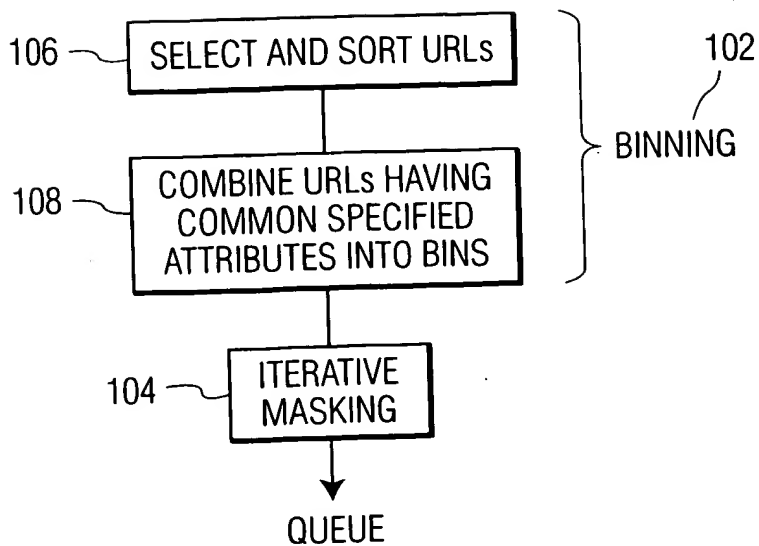 106
SELECT AND SORT URLs
102
BINNING
108
COMBINE URLs HAVING
COMMON SPECIFIED
ATTRIBUTES INTO BINS
104
ITERATIVE
MASKING
QUEUE